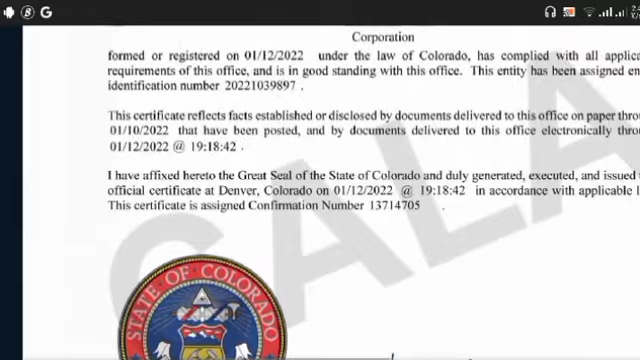 Corporation
formed or registered on 01/12/2022 under the law of Colorado, has complied with all
requirements of this office, and is in good standing with this office. This entity has been assigned
identification number 20221039897 .
This certificate reflects facts established or disclosed by documents delivered to this office on paper
01/10/2022 that have been posted, and by documents delivered to this office electronically
01/12/2022 @ 19:18:42 .
I have affixed hereto the Great Seal of the State of Colorado and duly generated, executed, and issued
official certificate at Denver, Colorado on 01/12/2022 @ 19:18:42 in accordance with applicable
This certificate is assigned Confirmation Number 13714705 .
STATE OF COLORADO
GALA